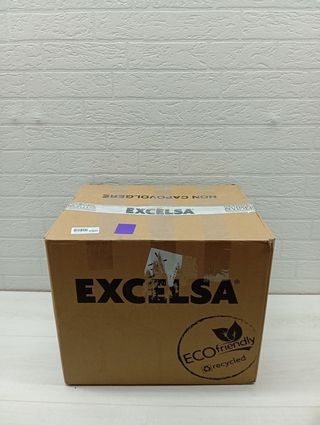 NON CAPOVOLGERE
EXCELSA
EXCELSA®
ECOfriendly
recycled